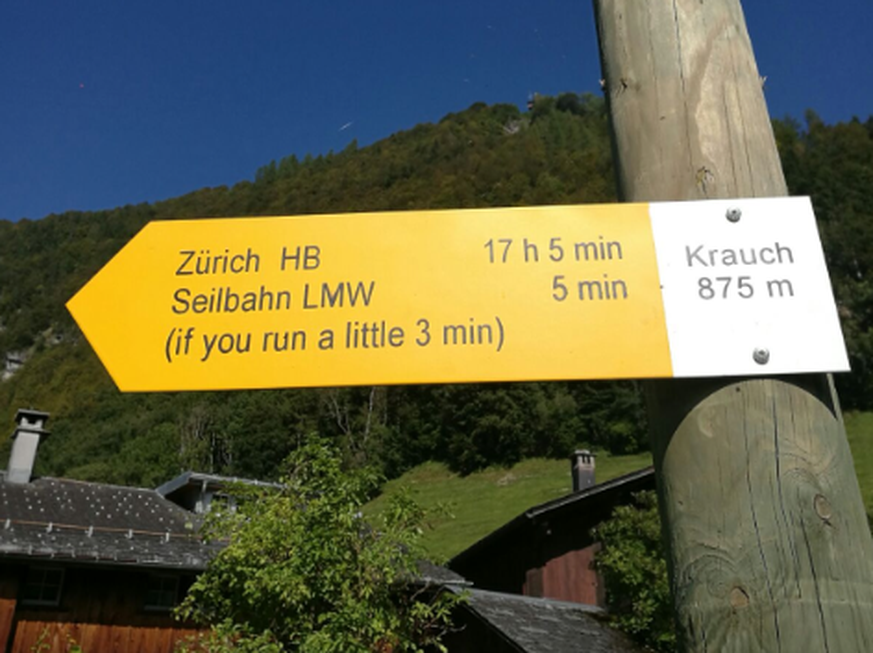 Zürich HB 17 h 5 min
Seilbahn LMW 5 min
(if you run a little 3 min)
Krauch
875 m